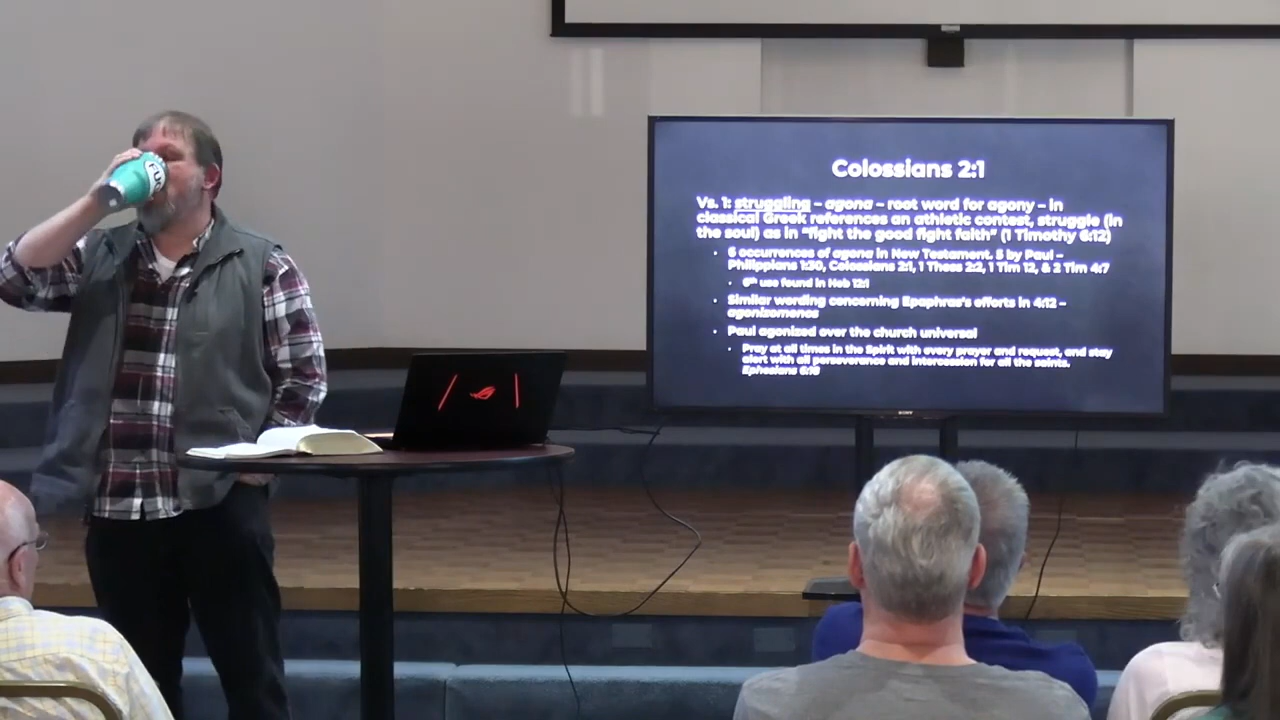 FUE
Colossians 2:1
Vs. 1: struggling – agona – root word for agony – in
classical Greek references an athletic contest, struggle (in
the soul) as in "fight the good fight faith" (1 Timothy 6:12)
6 occurrences of agona in New Testament. 5 by Paul –
Philippians 1:30, Colossians 2:1, 1 Thess 2:2, 1 Tim 12, & 2 Tim 4:7
6th use found in Heb 12:1
Similar wording concerning Epaphras's efforts in 4:12 –
agonizomenos
Paul agonized over the church universal
Pray at all times in the Spirit with every prayer and request, and stay
alert with all perseverance and intercession for all the saints.
Ephesians 6:18
SONY